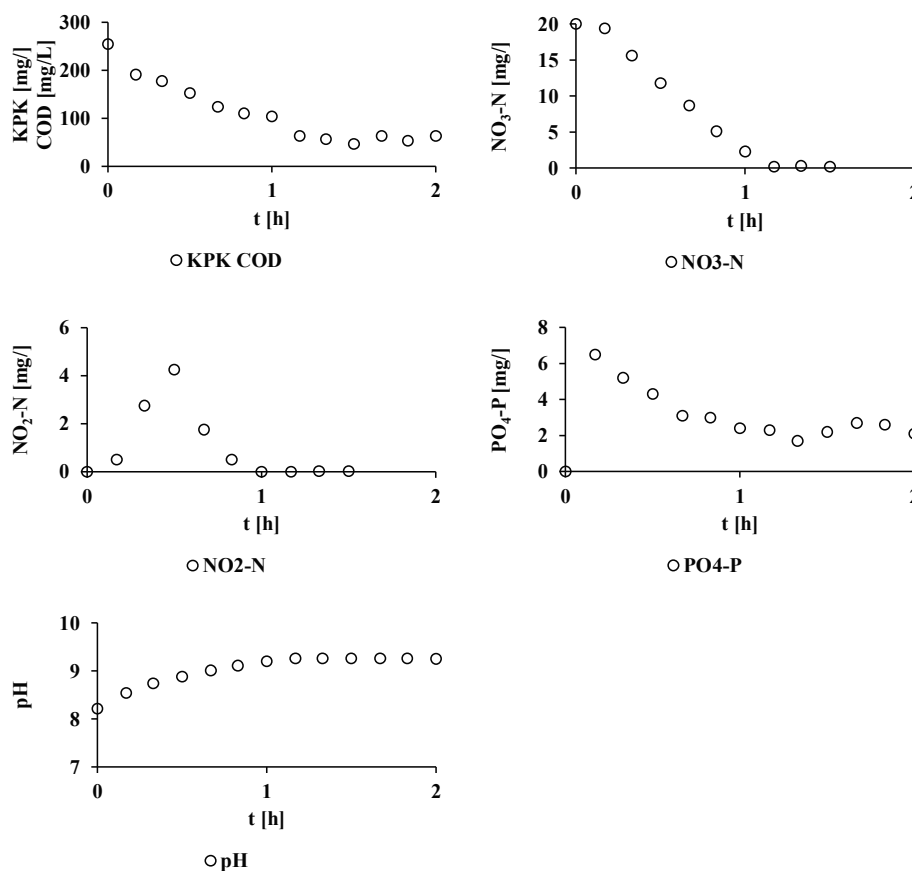 KPK [mg/]
COD [mg/L]
300
200
100
0
0
1
2
t [h]
KPK COD
NO3-N [mg/]
20
15
10
5
0
0
1
2
t [h]
NO3-N
NO2-N [mg/]
6
4
2
0
0
1
2
t [h]
NO2-N
PO4-P [mg/]
8
6
4
2
0
0
1
2
t [h]
PO4-P
pH
10
9
8
7
0
1
2
t [h]
pH